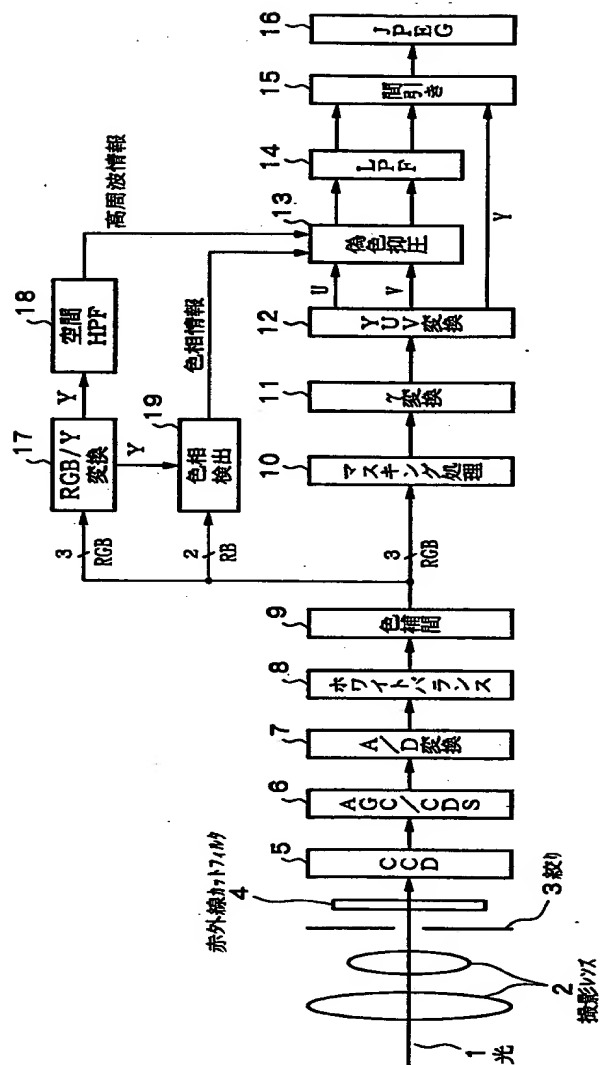 1
光
2
撮影レンズ
3 絞り
4
赤外線カットフィルタ
5
CCD
6
AGC/CDS
7
A/D変換
8
ホワイトバランス
9
色補間
3
RGB
2
RB
3
RGB
17
RGB/Y
変換
Y
18
空間
HPF
高周波情報
Y
19
色相
検出
色相情報
10
マスキング処理
11
γ変換
12
YUV変換
U
V
Y
13
偽色抑圧
14
LPF
15
間引き
16
JPEG